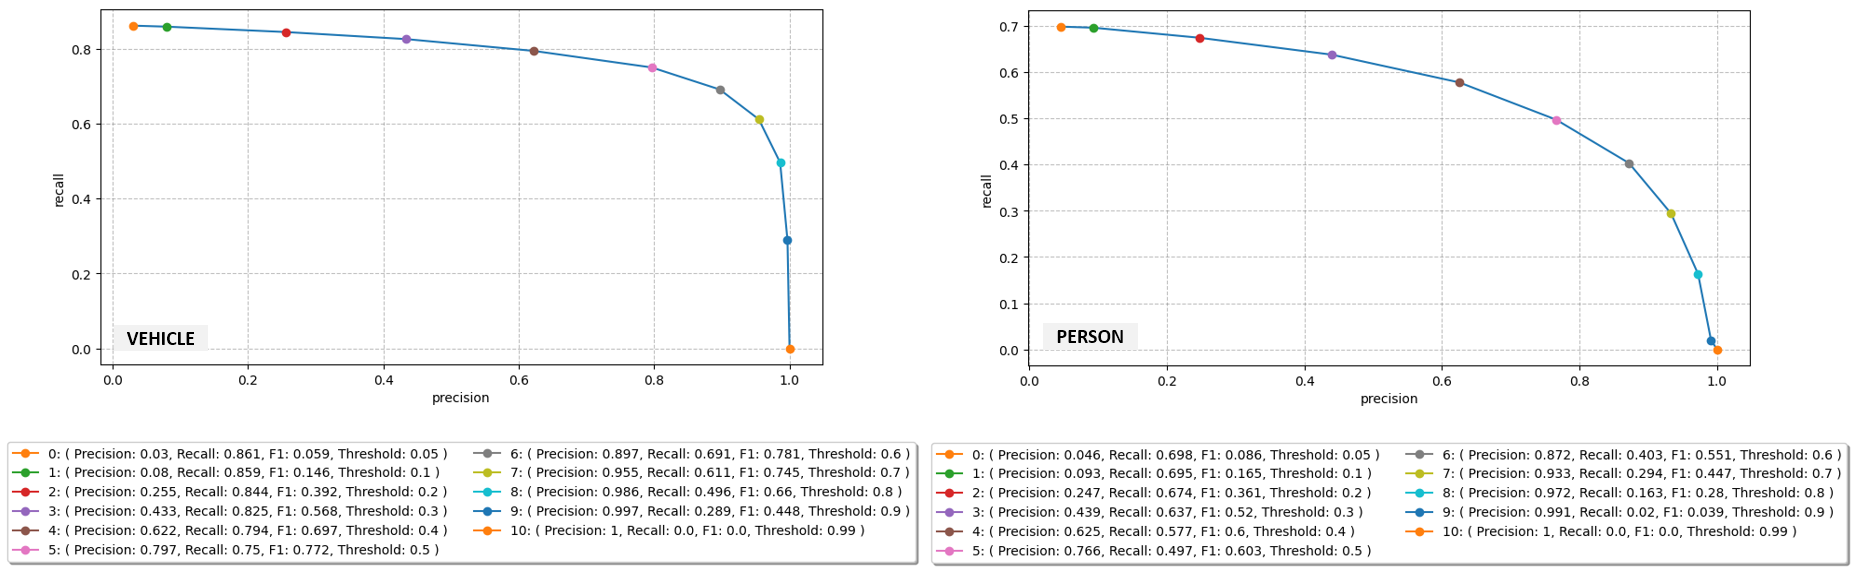 0.8
0.6
0.4
0.2
0.0
recall
0.0 0.2 0.4 0.6 0.8 1.0
precision
VEHICLE
0: ( Precision: 0.03, Recall: 0.861, F1: 0.059, Threshold: 0.05 )
1: ( Precision: 0.08, Recall: 0.859, F1: 0.146, Threshold: 0.1 )
2: ( Precision: 0.255, Recall: 0.844, F1: 0.392, Threshold: 0.2 )
3: ( Precision: 0.433, Recall: 0.825, F1: 0.568, Threshold: 0.3 )
4: ( Precision: 0.622, Recall: 0.794, F1: 0.697, Threshold: 0.4 )
5: ( Precision: 0.797, Recall: 0.75, F1: 0.772, Threshold: 0.5 )
6: ( Precision: 0.897, Recall: 0.691, F1: 0.781, Threshold: 0.6 )
7: ( Precision: 0.955, Recall: 0.611, F1: 0.745, Threshold: 0.7 )
8: ( Precision: 0.986, Recall: 0.496, F1: 0.66, Threshold: 0.8 )
9: ( Precision: 0.997, Recall: 0.289, F1: 0.448, Threshold: 0.9 )
10: ( Precision: 1, Recall: 0.0, F1: 0.0, Threshold: 0.99 )
0.7
0.6
0.5
0.4
0.3
0.2
0.1
0.0
recall
0.0 0.2 0.4 0.6 0.8 1.0
precision
PERSON
0: ( Precision: 0.046, Recall: 0.698, F1: 0.086, Threshold: 0.05 )
1: ( Precision: 0.093, Recall: 0.695, F1: 0.165, Threshold: 0.1 )
2: ( Precision: 0.247, Recall: 0.674, F1: 0.361, Threshold: 0.2 )
3: ( Precision: 0.439, Recall: 0.637, F1: 0.52, Threshold: 0.3 )
4: ( Precision: 0.625, Recall: 0.577, F1: 0.6, Threshold: 0.4 )
5: ( Precision: 0.766, Recall: 0.497, F1: 0.603, Threshold: 0.5 )
6: ( Precision: 0.872, Recall: 0.403, F1: 0.551, Threshold: 0.6 )
7: ( Precision: 0.933, Recall: 0.294, F1: 0.447, Threshold: 0.7 )
8: ( Precision: 0.972, Recall: 0.163, F1: 0.28, Threshold: 0.8 )
9: ( Precision: 0.991, Recall: 0.02, F1: 0.039, Threshold: 0.9 )
10: ( Precision: 1, Recall: 0.0, F1: 0.0, Threshold: 0.99 )